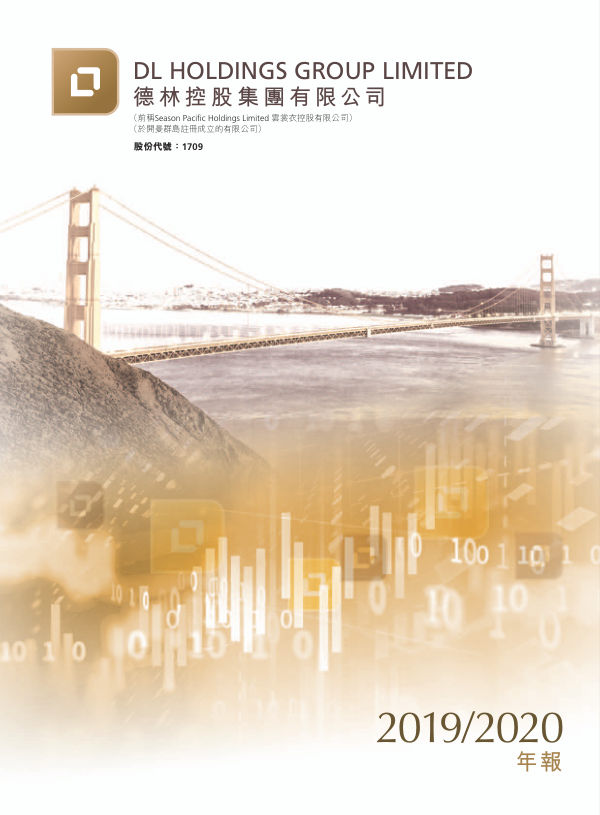 DL HOLDINGS GROUP LIMITED
德林控股集團有限公司
（前稱Season Pacific Holdings Limited 雲裳衣控股有限公司）
（於開曼群島註冊成立的有限公司）
股份代號：1709
2019/2020
年報